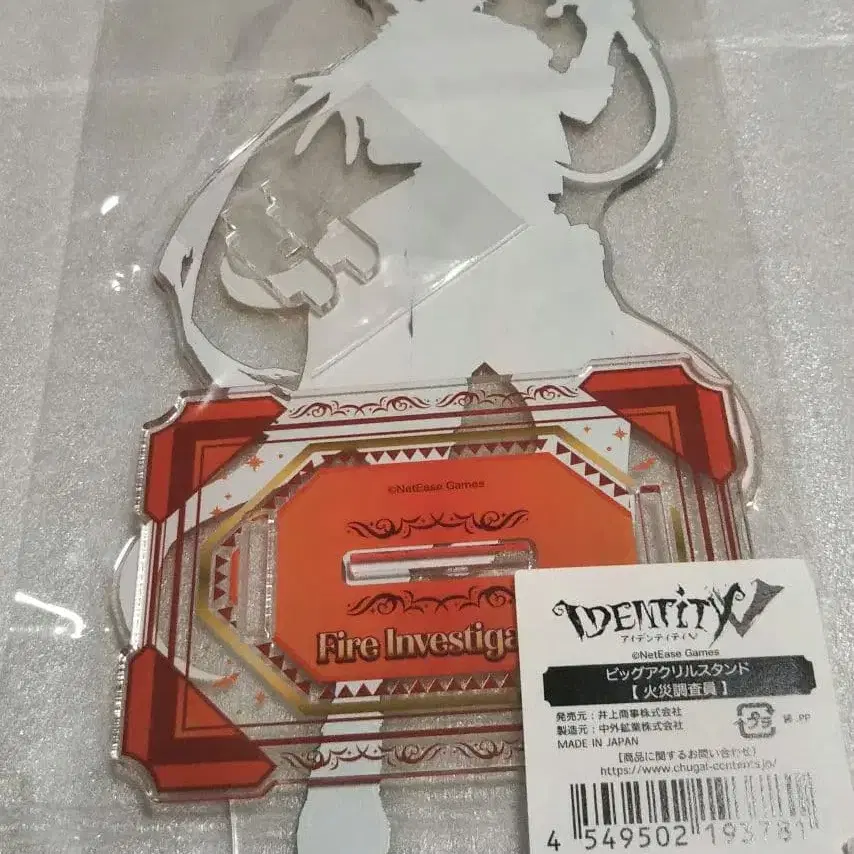 ©NetEase Games
Fire Investiga
IDENTITY V
アイデンティティV
©NetEase Games
ビッグアクリルスタンド
【火災調査員】
発売元：井上商事株式会社
製造元：中外鉱業株式会社
MADE IN JAPAN
プラ
袋:PP
【商品に関するお問い合わせ】
https://www.chugai-contents.jp/
4 549502 193781